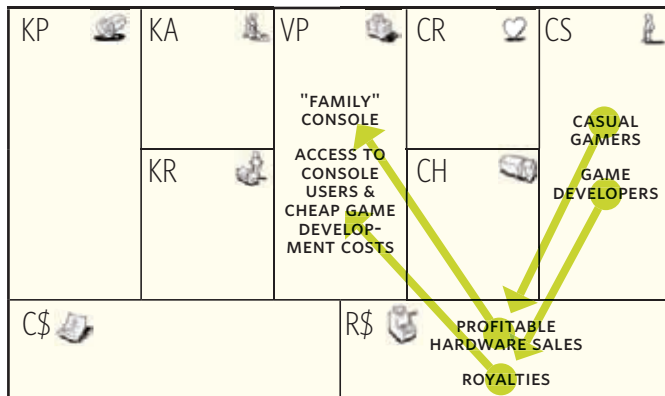 KP
KA
VP
CR
CS
"FAMILY"
CONSOLE
ACCESS TO
CONSOLE
USERS &
CHEAP GAME
DEVELOP-
MENT COSTS
CASUAL
GAMERS
GAME
DEVELOPERS
KR
CH
C$
R$
PROFITABLE
HARDWARE SALES
ROYALTIES